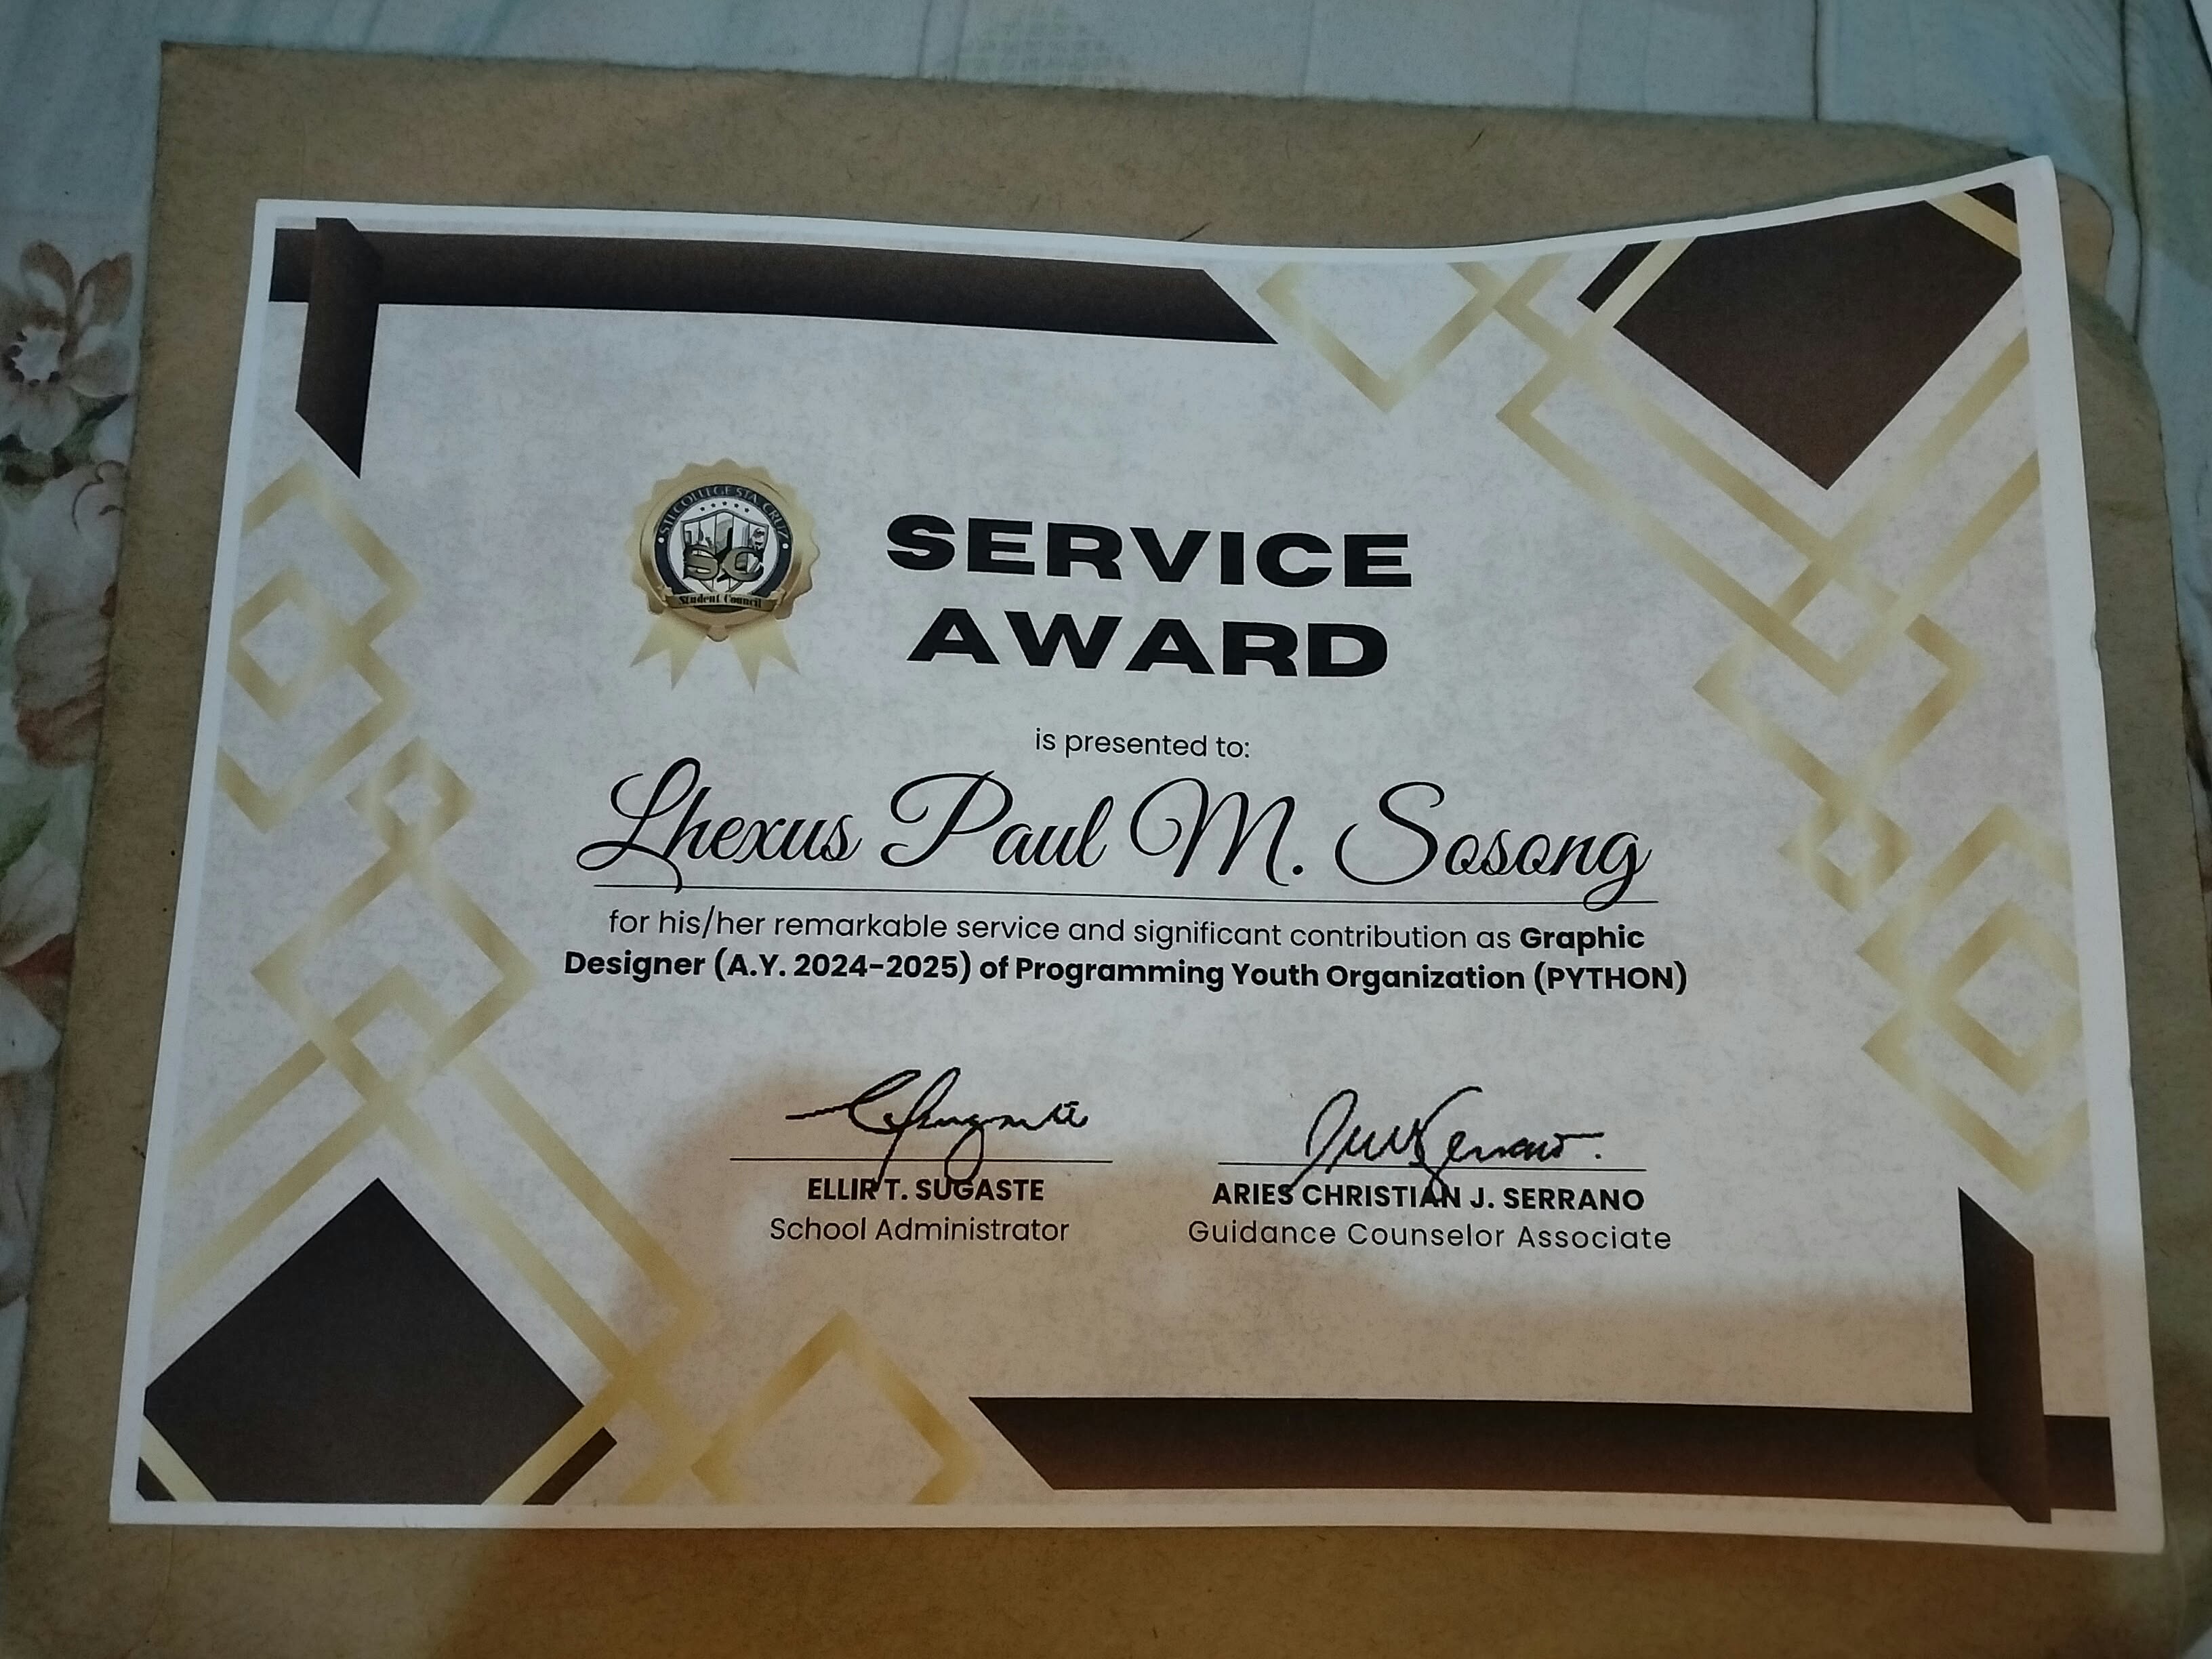 STI COLLEGE STA. CRUZ
SC
Student Council
SERVICE
AWARD
is presented to:
Lhexus Paul M. Sosong
for his/her remarkable service and significant contribution as Graphic
Designer (A.Y. 2024-2025) of Programming Youth Organization (PYTHON)
ELLIR T. SUGASTE
ARIES CHRISTIAN J. SERRANO
School Administrator
Guidance Counselor Associate